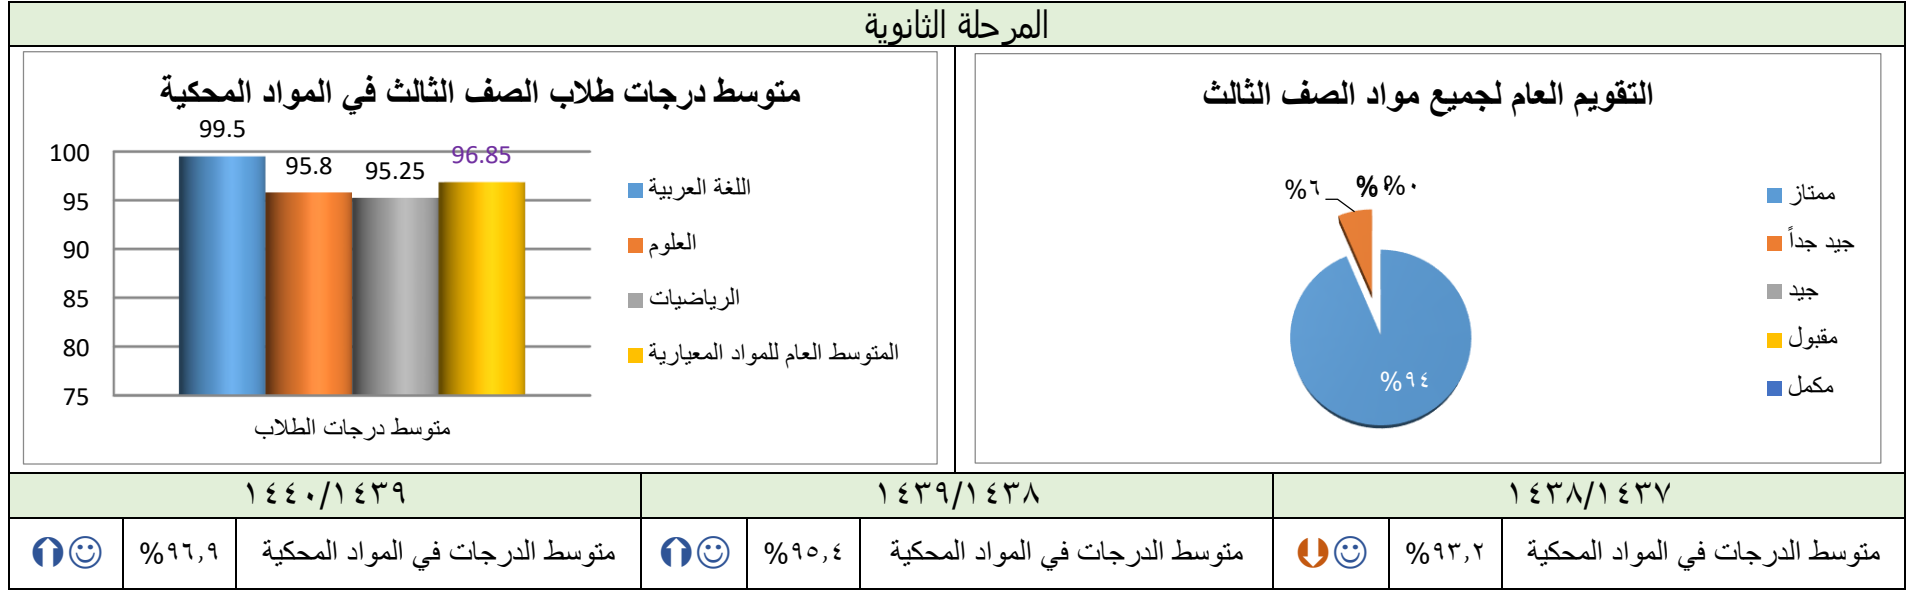 المرحلة الثانوية
التقويم العام لجميع مواد الصف الثالث
%٦
%
%٠
%٩٤
ممتاز
جيد جداً
جيد
مقبول
مكمل
متوسط درجات طلاب الصف الثالث في المواد المحكية
99.5
95.8
95.25
96.85
100
95
90
85
80
75
متوسط درجات الطلاب
اللغة العربية
العلوم
الرياضيات
المتوسط العام للمواد المعيارية
١٤٣٨/١٤٣٧
١٤٣٩/١٤٣٨
١٤٤٠/١٤٣٩
متوسط الدرجات في المواد المحكية
%٩٣,٢
متوسط الدرجات في المواد المحكية
%٩٥,٤
متوسط الدرجات في المواد المحكية
%٩٦,٩